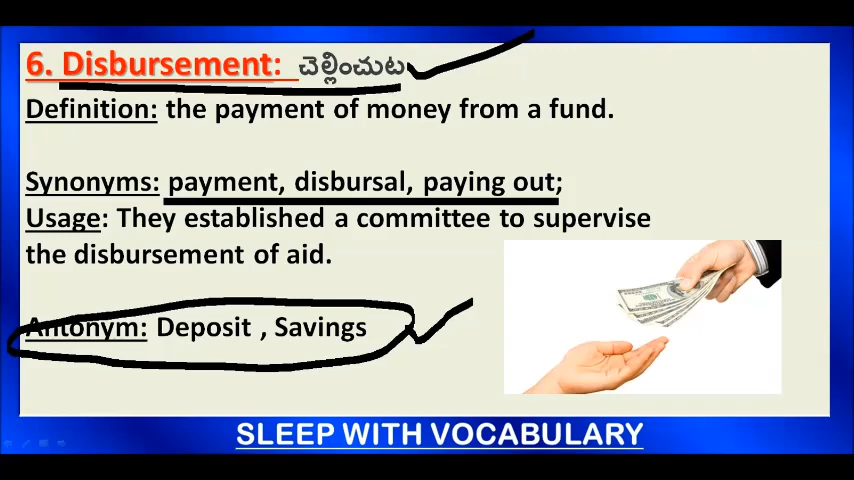 6. Disbursement: చెల్లించుట
Definition: the payment of money from a fund.
Synonyms: payment, disbursal, paying out;
Usage: They established a committee to supervise
the disbursement of aid.
Antonym: Deposit , Savings
SLEEP WITH VOCABULARY